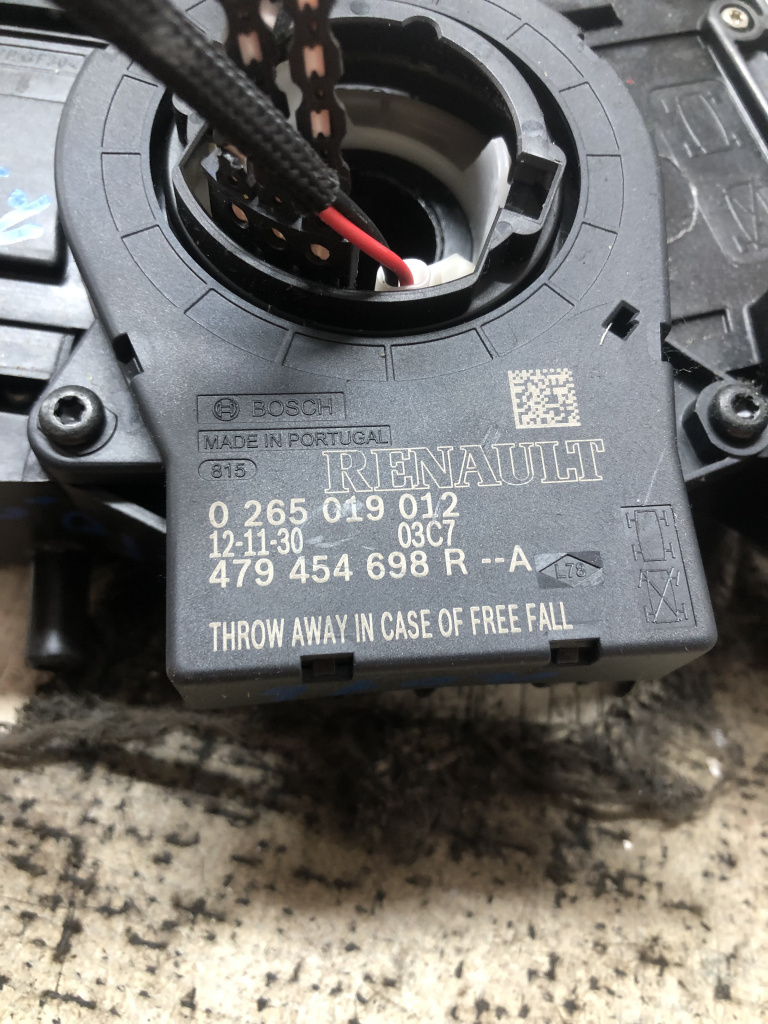 BOSCH
MADE IN PORTUGAL
815
RENAULT
0 265 019 012
12-11-30 03C7
479 454 698 R --A L78
THROW AWAY IN CASE OF FREE FALL